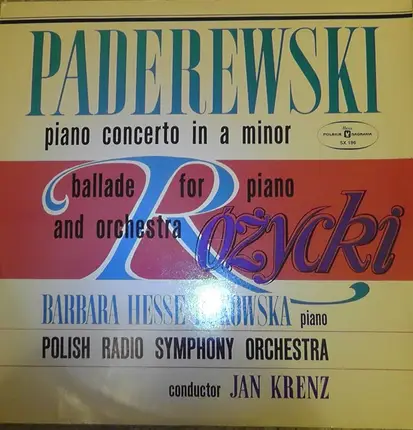 PADEREWSKI
piano concerto in a minor
POLSKIE NAGRANIA
SX 198
ballade for piano
and orchestra
Różycki
BARBARA HESSE piano
POLISH RADIO SYMPHONY ORCHESTRA
conductor JAN KRENZ